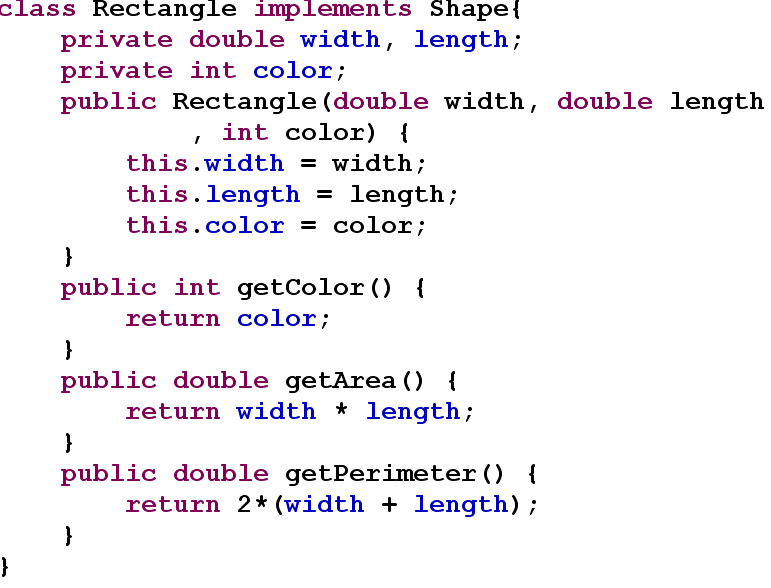 class Rectangle implements Shape{
    private double width, length;
    private int color;
    public Rectangle(double width, double length
            , int color) {
        this.width = width;
        this.length = length;
        this.color = color;
    }
    public int getColor() {
        return color;
    }
    public double getArea() {
        return width * length;
    }
    public double getPerimeter() {
        return 2*(width + length);
    }
}